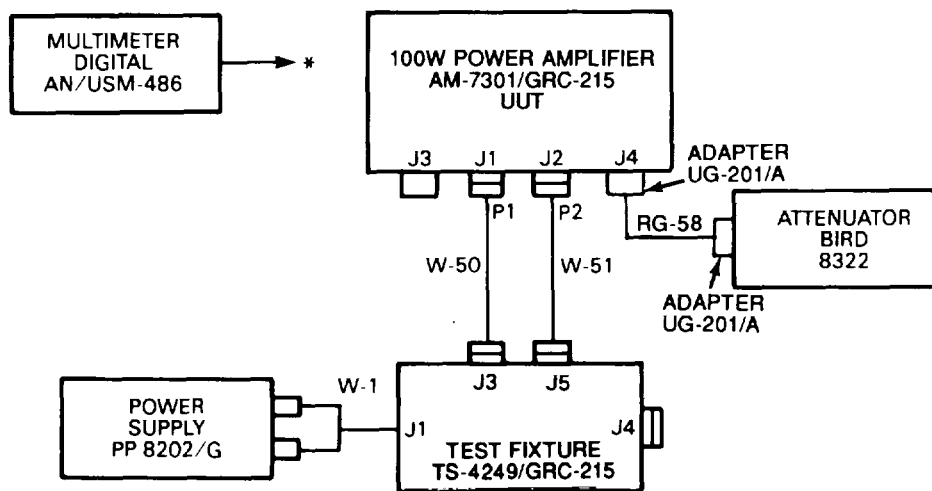 MULTIMETER
DIGITAL
AN/USM-486
*
100W POWER AMPLIFIER
AM-7301/GRC-215
UUT
J3
J1
J2
J4
ADAPTER
UG-201/A
P1
P2
RG-58
ATTENUATOR
BIRD
8322
W-50
W-51
ADAPTER
UG-201/A
J3
J5
W-1
POWER
SUPPLY
PP 8202/G
J1
J4
TEST FIXTURE
TS-4249/GRC-215